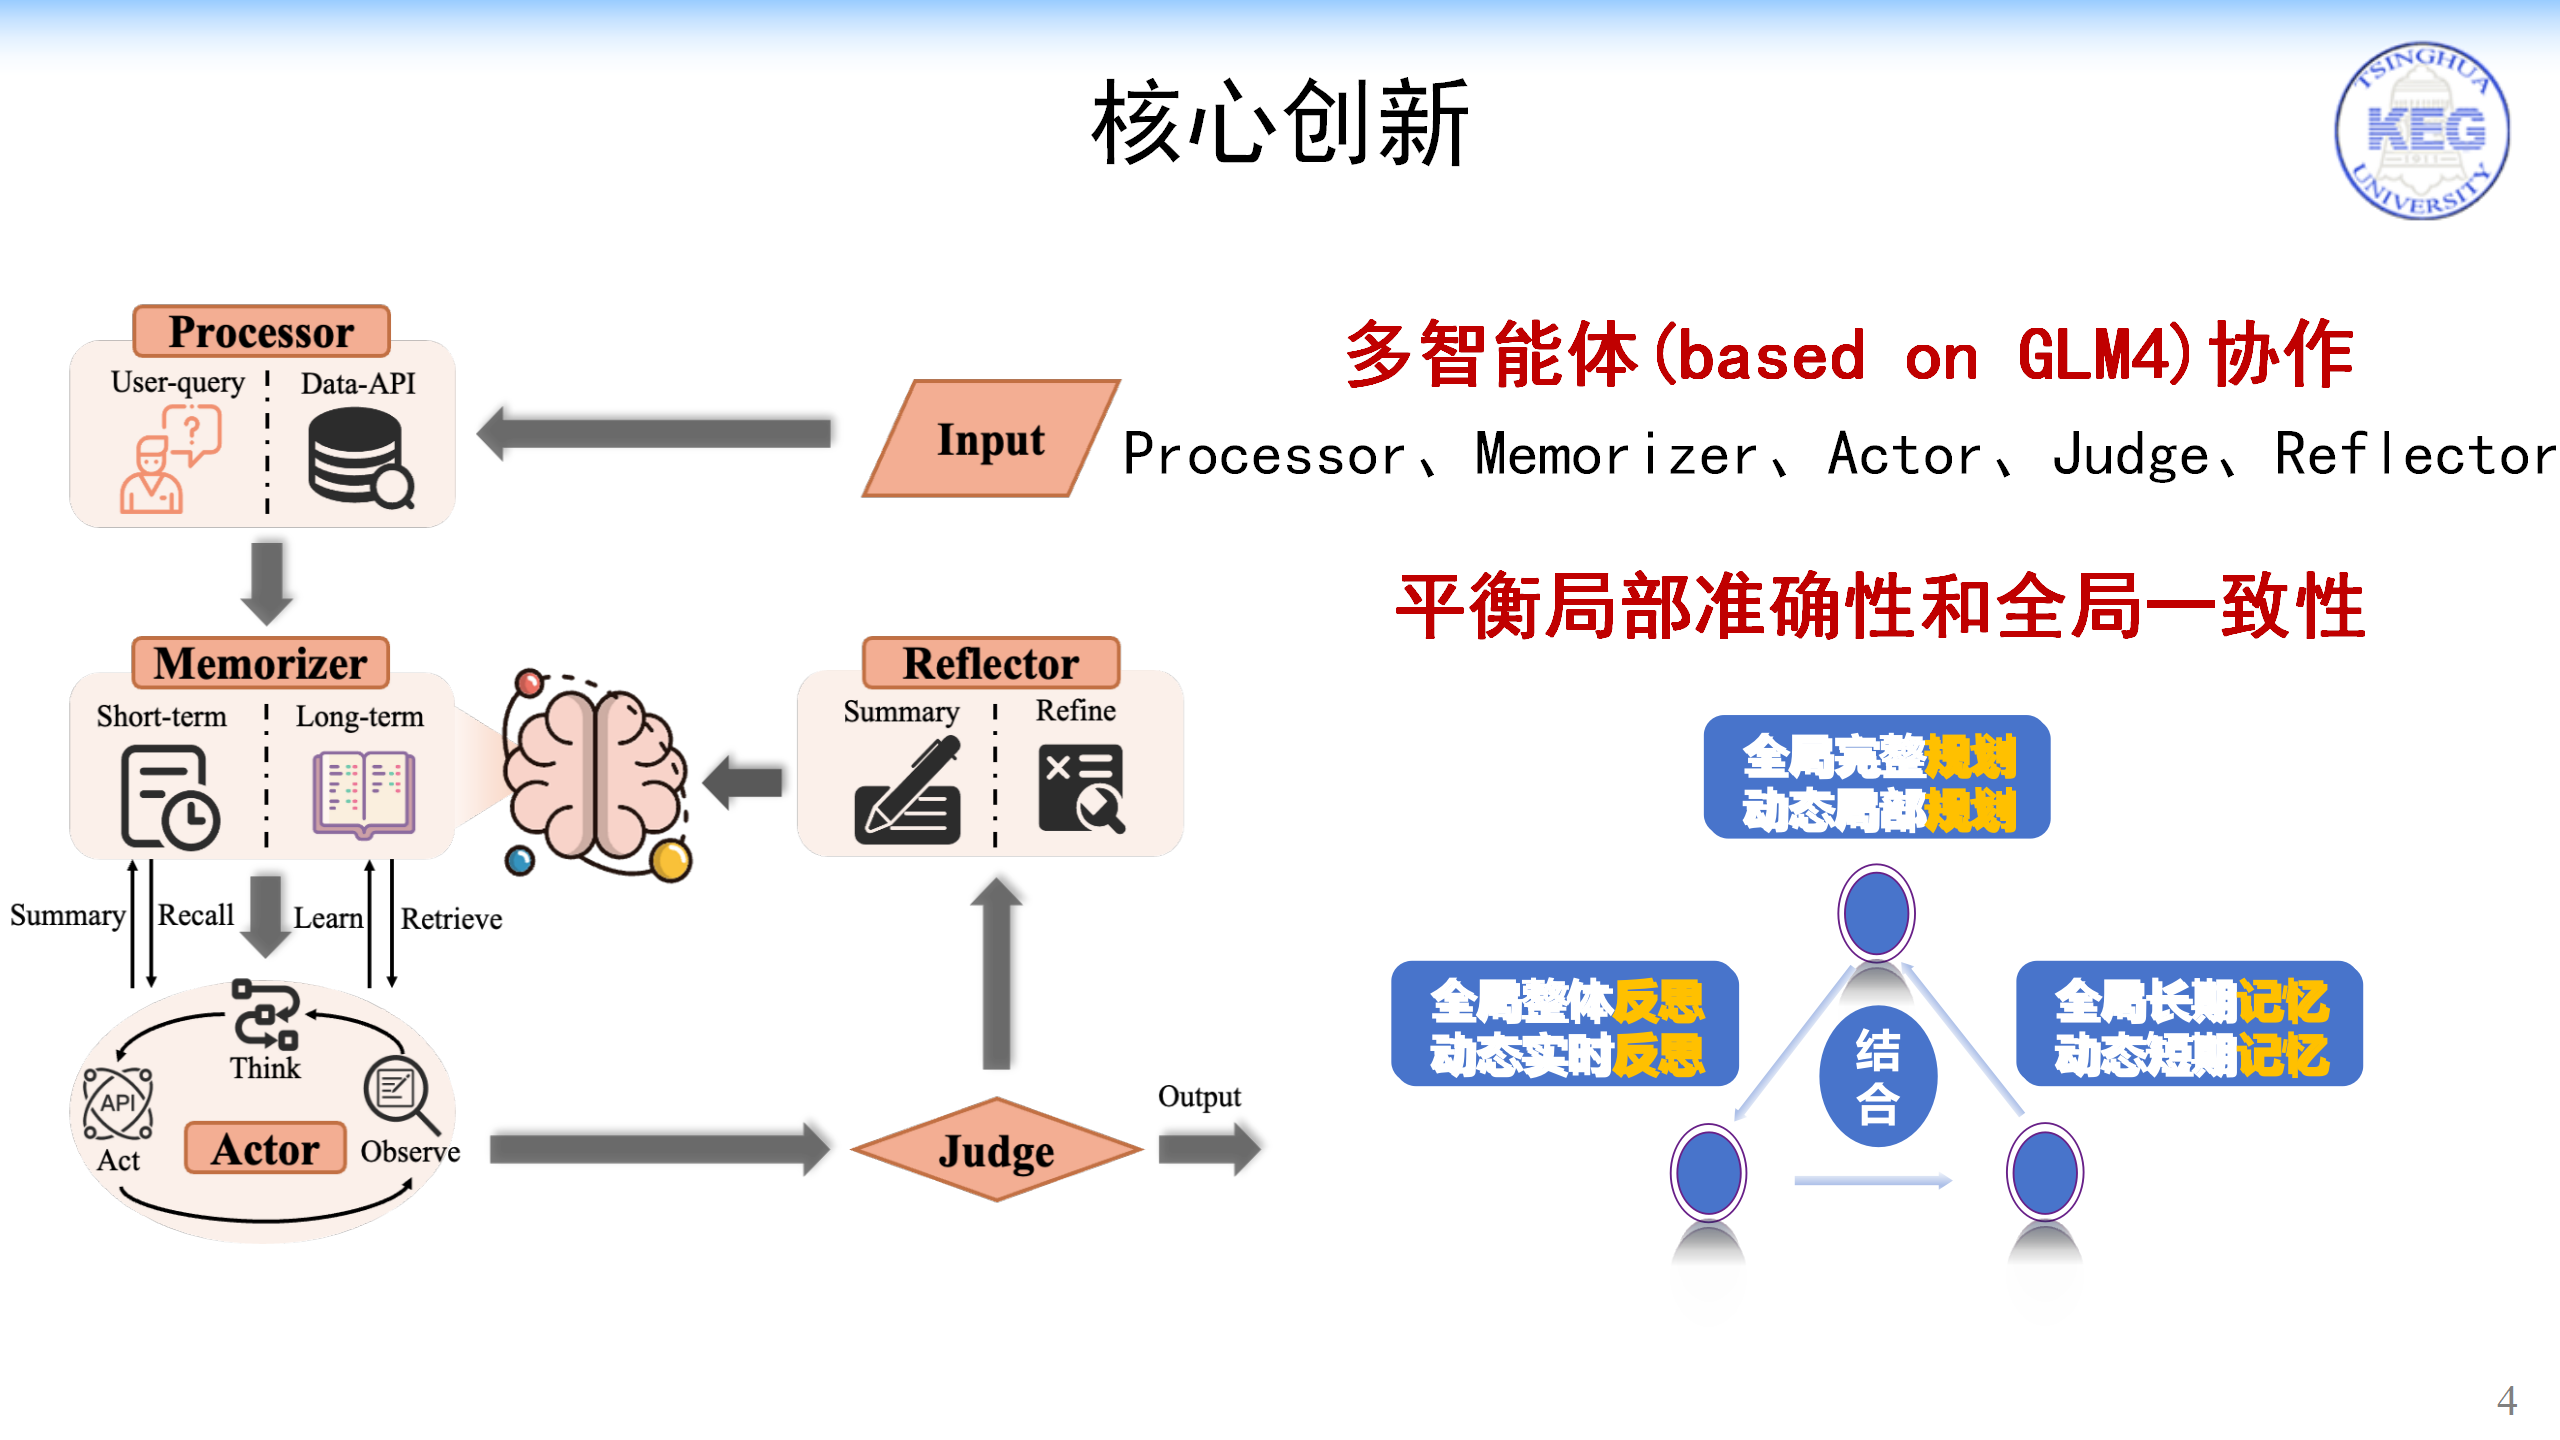 核心创新
TSINGHUA
KEG
1911
UNIVERSITY
Processor
User-query
Data-API
?
Input
Memorizer
Short-term
Long-term
Reflector
Summary
Refine
Summary
Recall
Learn
Retrieve
Think
API
Act
Actor
Observe
Judge
Output
多智能体(based on GLM4)协作
Processor、Memorizer、Actor、Judge、Reflector
平衡局部准确性和全局一致性
全局完整规划
动态局部规划
全局整体反思
动态实时反思
全局长期记忆
动态短期记忆
结
合
4